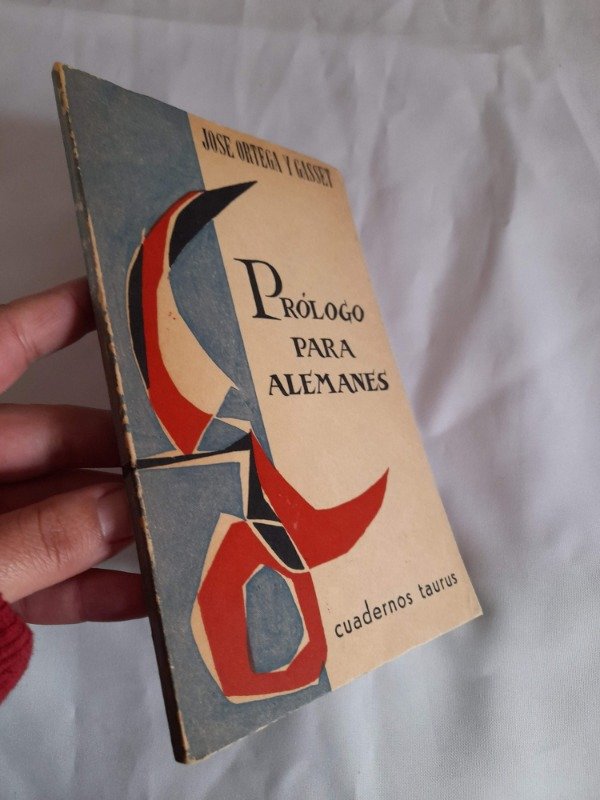 JOSE ORTEGA Y GASSET
PRÓLOGO
PARA
ALEMANES
cuadernos taurus